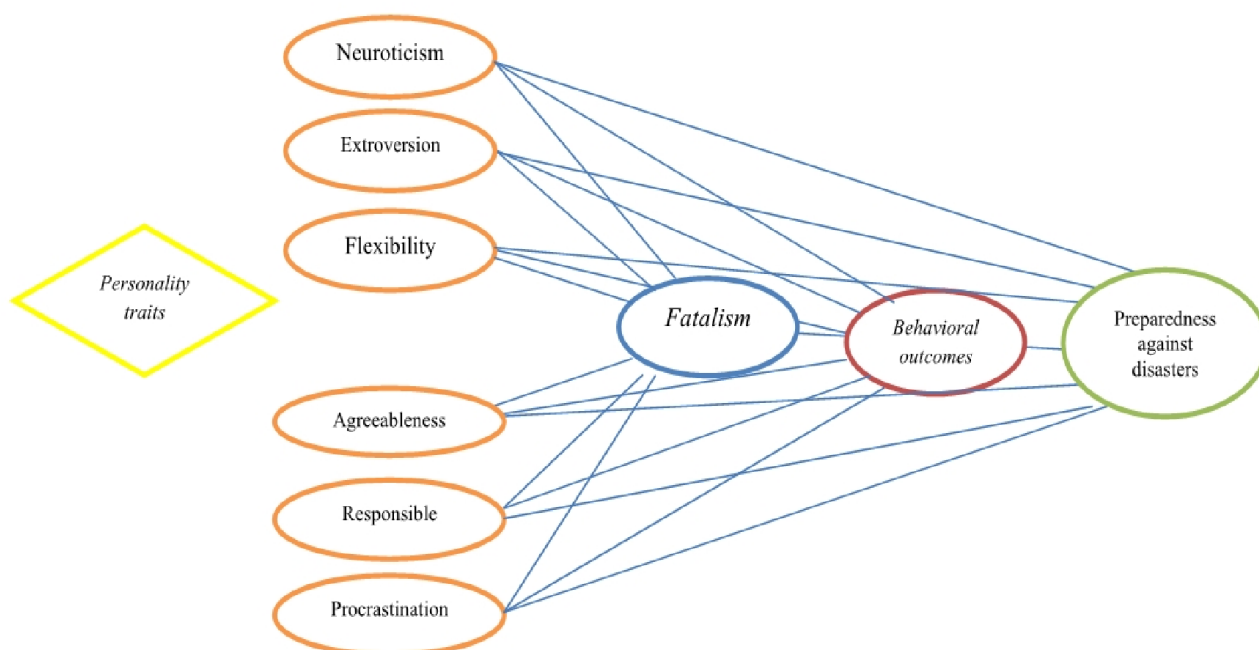 Neuroticism
Extroversion
Flexibility
Personality
traits
Fatalism
Behavioral
outcomes
Preparedness
against
disasters
Agreeableness
Responsible
Procrastination